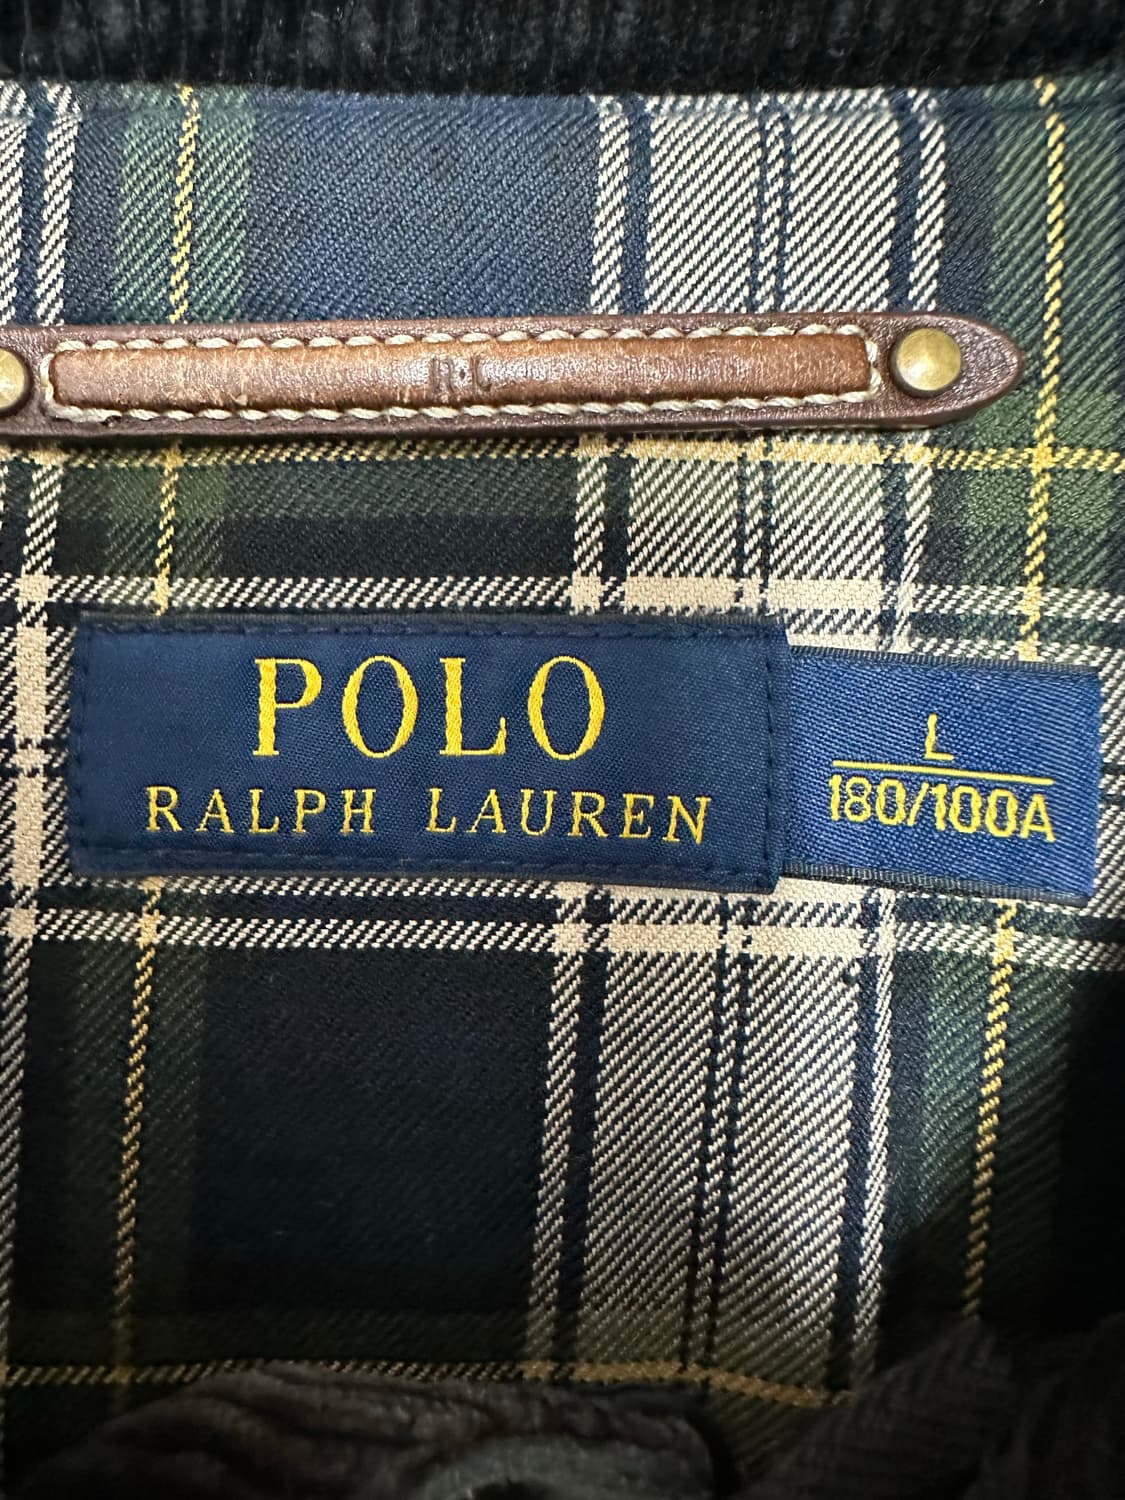 POLO
RALPH LAUREN
L
180/100A